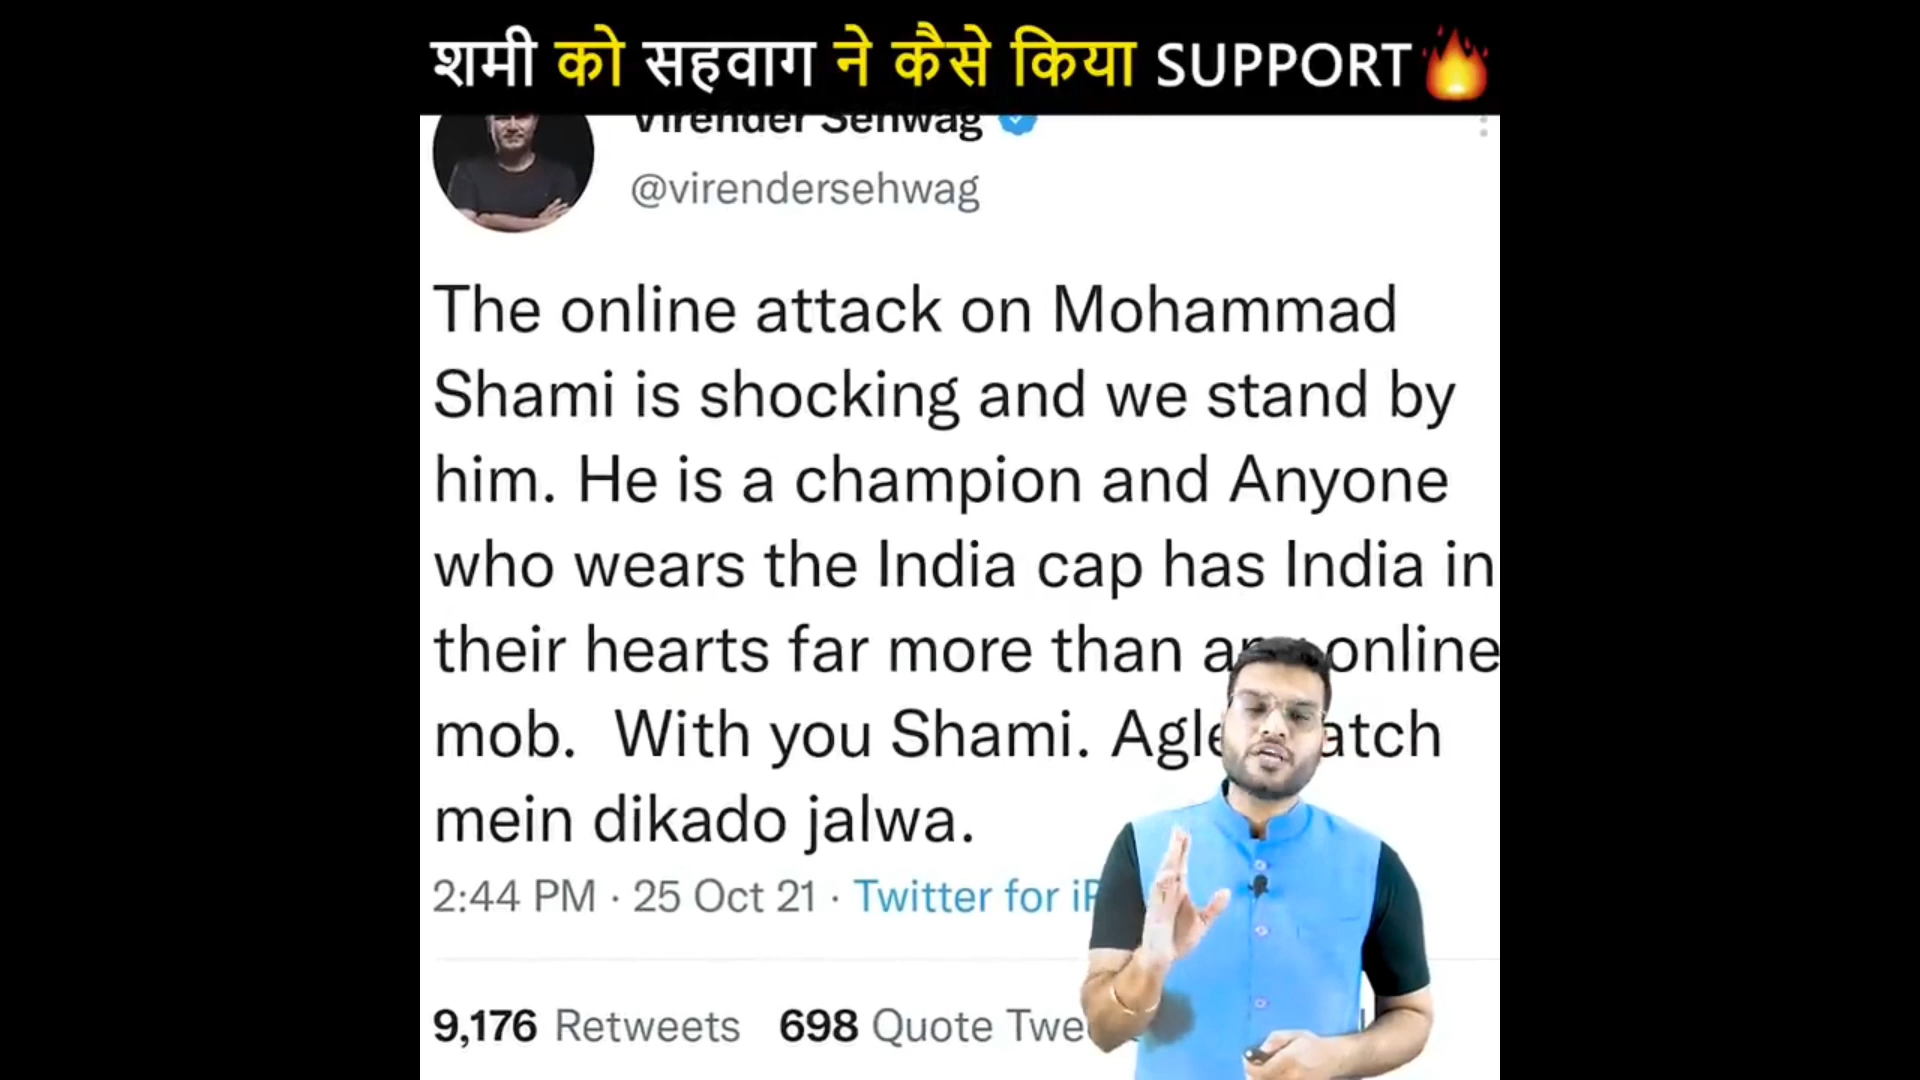 शमी को सहवाग ने कैसे किया SUPPORT🔥
Virender Sehwag
@virendersehwag
The online attack on Mohammad
Shami is shocking and we stand by
him. He is a champion and Anyone
who wears the India cap has India in
their hearts far more than online
mob. With you Shami.
mein dikado jalwa.
2:44 PM · 25 Oct 21 · Twitter for
9,176 Retweets 698 Quote